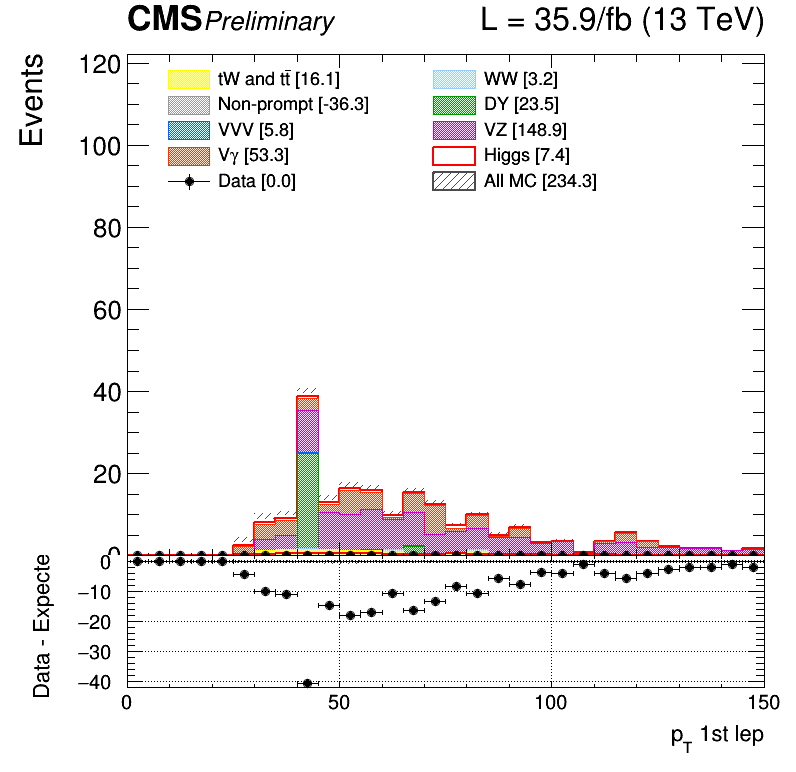 CMS Preliminary L = 35.9/fb (13 TeV)
Events
120
100
80
60
40
20
0
tW and tt̄ [16.1]
Non-prompt [-36.3]
VVV [5.8]
Vγ [53.3]
Data [0.0]
WW [3.2]
DY [23.5]
VZ [148.9]
Higgs [7.4]
All MC [234.3]
Data - Expecte
0
−10
−20
−30
−40
0 50 100 150
p_T 1st lep